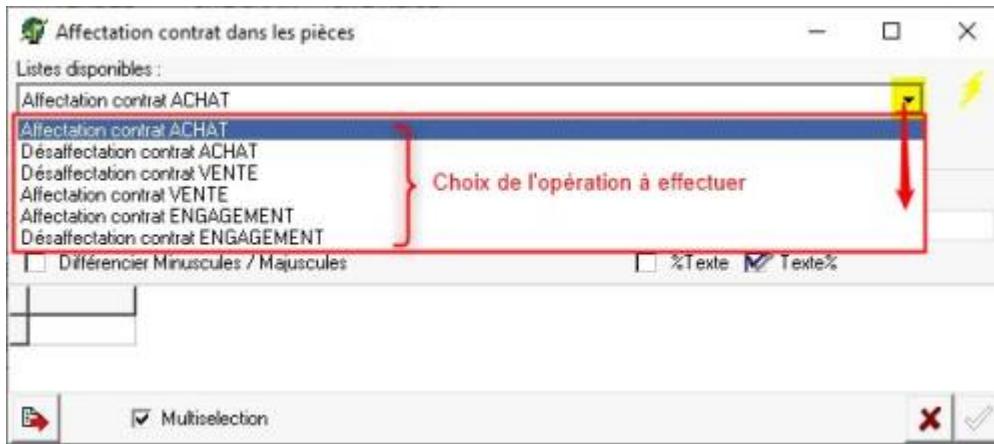 Affectation contrat dans les pièces
Listes disponibles :
Affectation contrat ACHAT
Affectation contrat ACHAT
Désaffectation contrat ACHAT
Désaffectation contrat VENTE
Affectation contrat VENTE
Affectation contrat ENGAGEMENT
Désaffectation contrat ENGAGEMENT
Choix de l'opération à effectuer
Différencier Minuscules / Majuscules %Texte Texte%
Multiselection